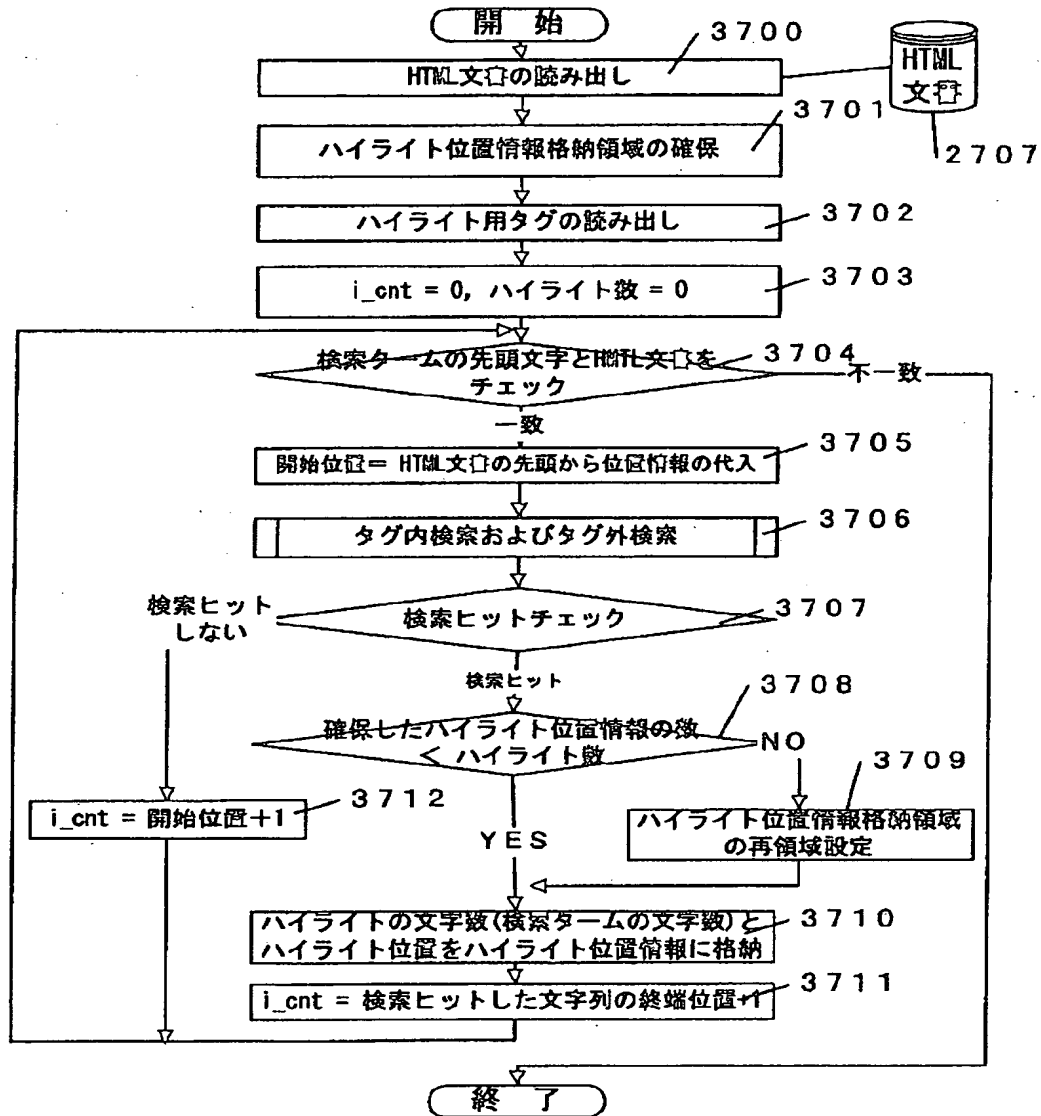 開 始
3700
HTML文書の読み出し
HTML
文書
2707
3701
ハイライト位置情報格納領域の確保
3702
ハイライト用タグの読み出し
3703
i_cnt = 0, ハイライト数 = 0
3704
検索タームの先頭文字とHMTL文書を
チェック
不一致
一致
3705
開始位置= HTML文書の先頭から位置情報の代入
3706
タグ内検索およびタグ外検索
3707
検索ヒットチェック
検索ヒット
しない
検索ヒット
3708
確保したハイライト位置情報の数
< ハイライト数
NO
3709
ハイライト位置情報格納領域
の再領域設定
3712
i_cnt = 開始位置+1
YES
3710
ハイライトの文字数(検索タームの文字数)と
ハイライト位置をハイライト位置情報に格納
3711
i_cnt = 検索ヒットした文字列の終端位置+1
終 了